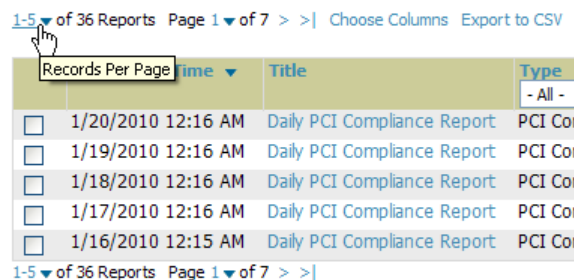 1-5 of 36 Reports Page 1 of 7 > >| Choose Columns Export to CSV
Records Per Page
Time Title Type
- All -
1/20/2010 12:16 AM Daily PCI Compliance Report PCI Co
1/19/2010 12:16 AM Daily PCI Compliance Report PCI Co
1/18/2010 12:16 AM Daily PCI Compliance Report PCI Co
1/17/2010 12:16 AM Daily PCI Compliance Report PCI Co
1/16/2010 12:15 AM Daily PCI Compliance Report PCI Co
1-5 of 36 Reports Page 1 of 7 > >|